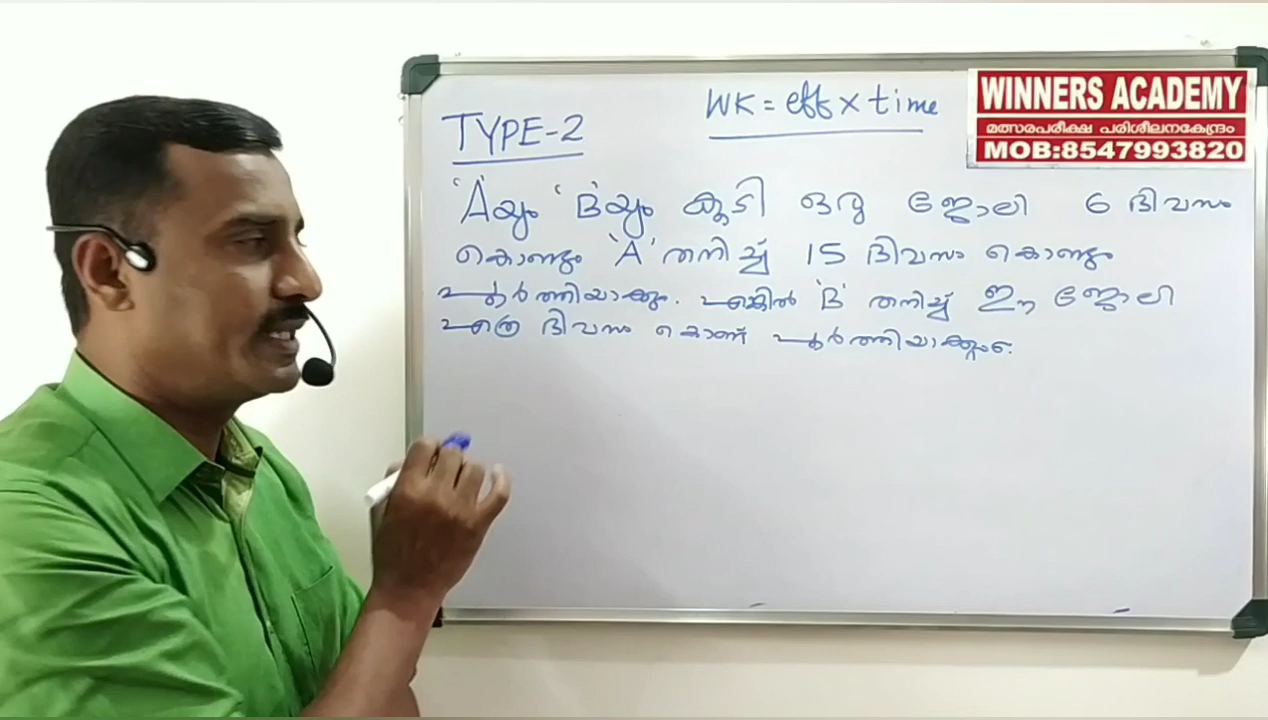 TYPE-2
WK = eff x time
WINNERS ACADEMY
മത്സരപരീക്ഷ പരിശീലനകേന്ദ്രം
MOB:8547993820
'A'യും 'B'യും കൂടി ഒരു ജോലി 6 ദിവസം
കൊണ്ടും 'A' തനിച്ച് 15 ദിവസം കൊണ്ടും
പൂർത്തിയാക്കും. എങ്കിൽ 'B' തനിച്ച് ഈ ജോലി
എത്ര ദിവസം കൊണ്ട് പൂർത്തിയാക്കും.